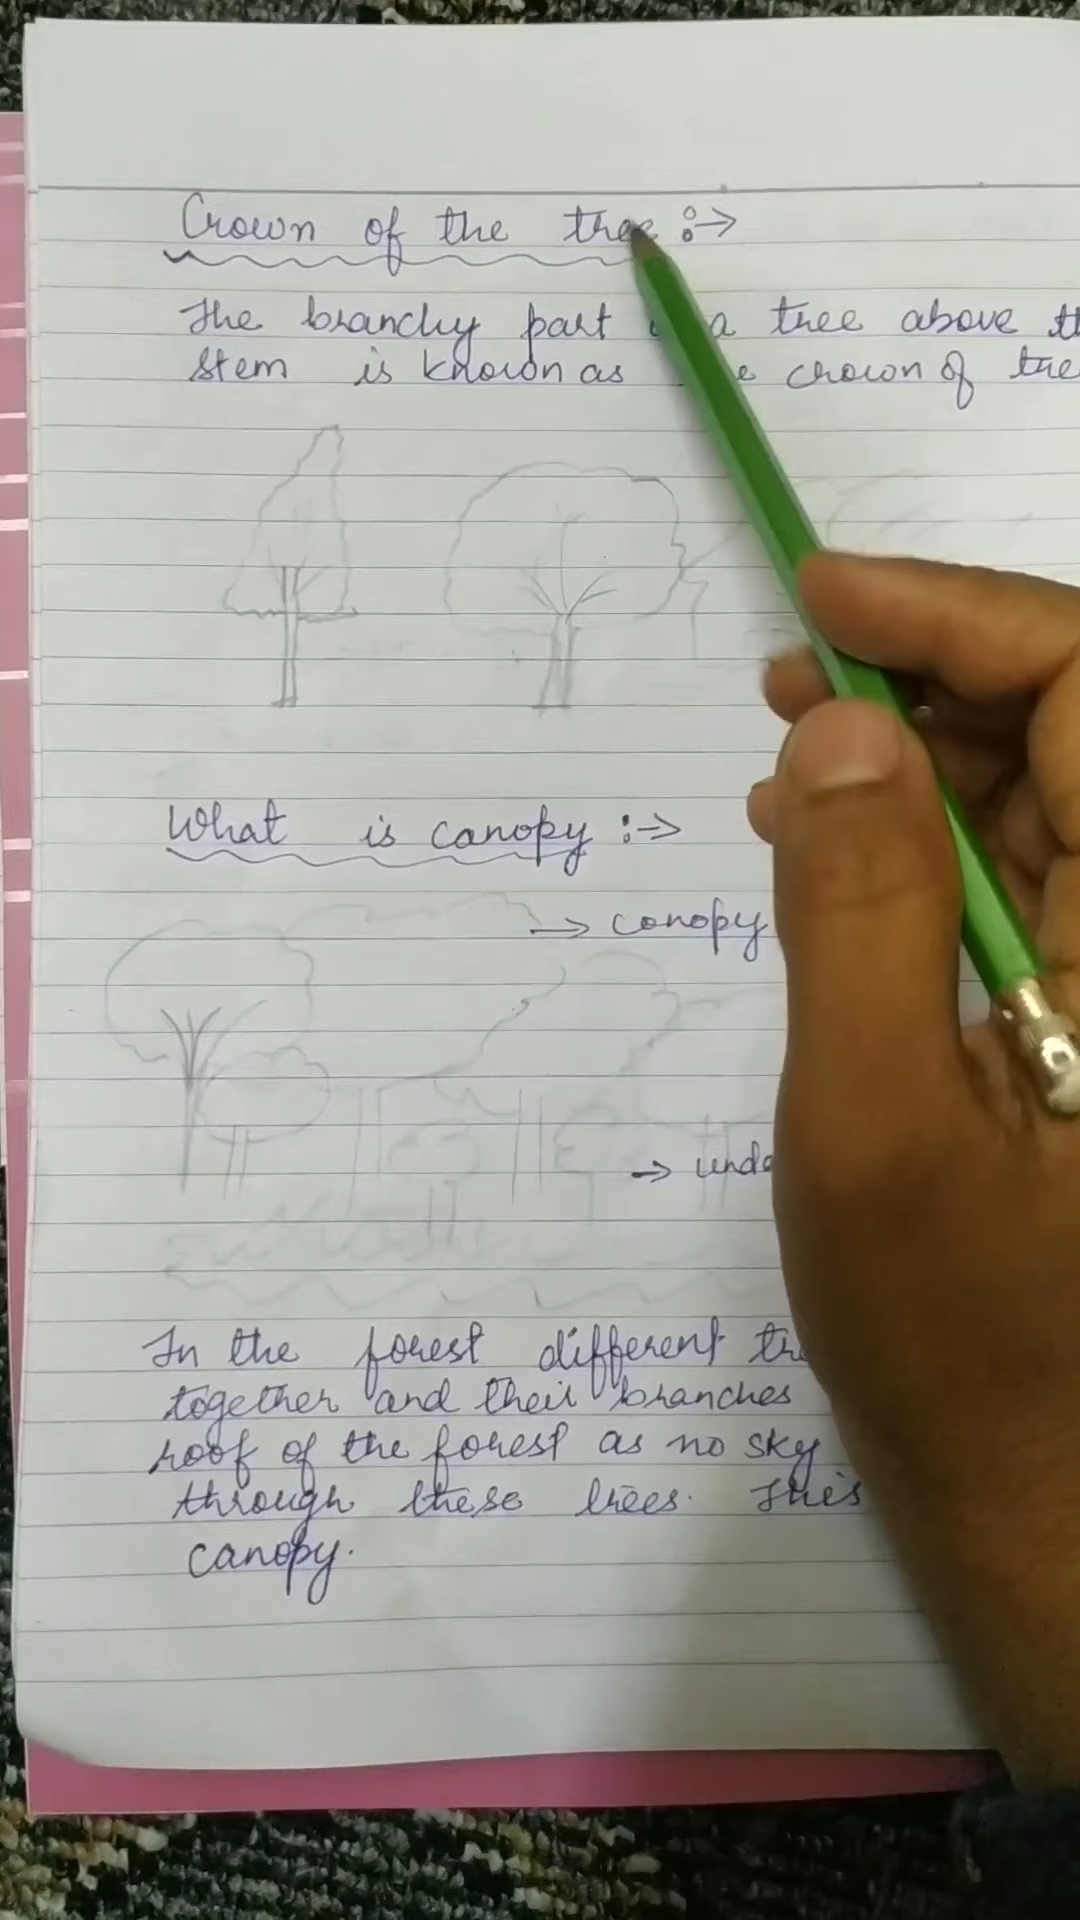 Crown of the tree :→
The branchy part a tree above
stem is known as crown of
What is canopy :→
→ canopy
→
In the forest different
together and their branches
roof of the forest as no sky
through these trees. This
canopy.